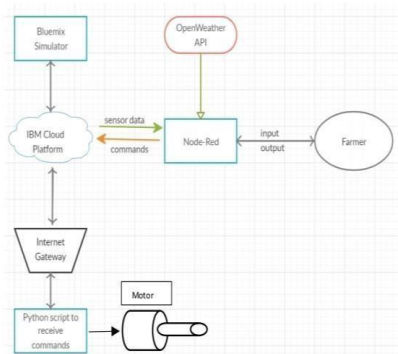 Bluemix
Simulator
OpenWeather
API
IBM Cloud
Platform
sensor data
commands
Node-Red
input
output
Farmer
Internet
Gateway
Python script to
receive
commands
Motor